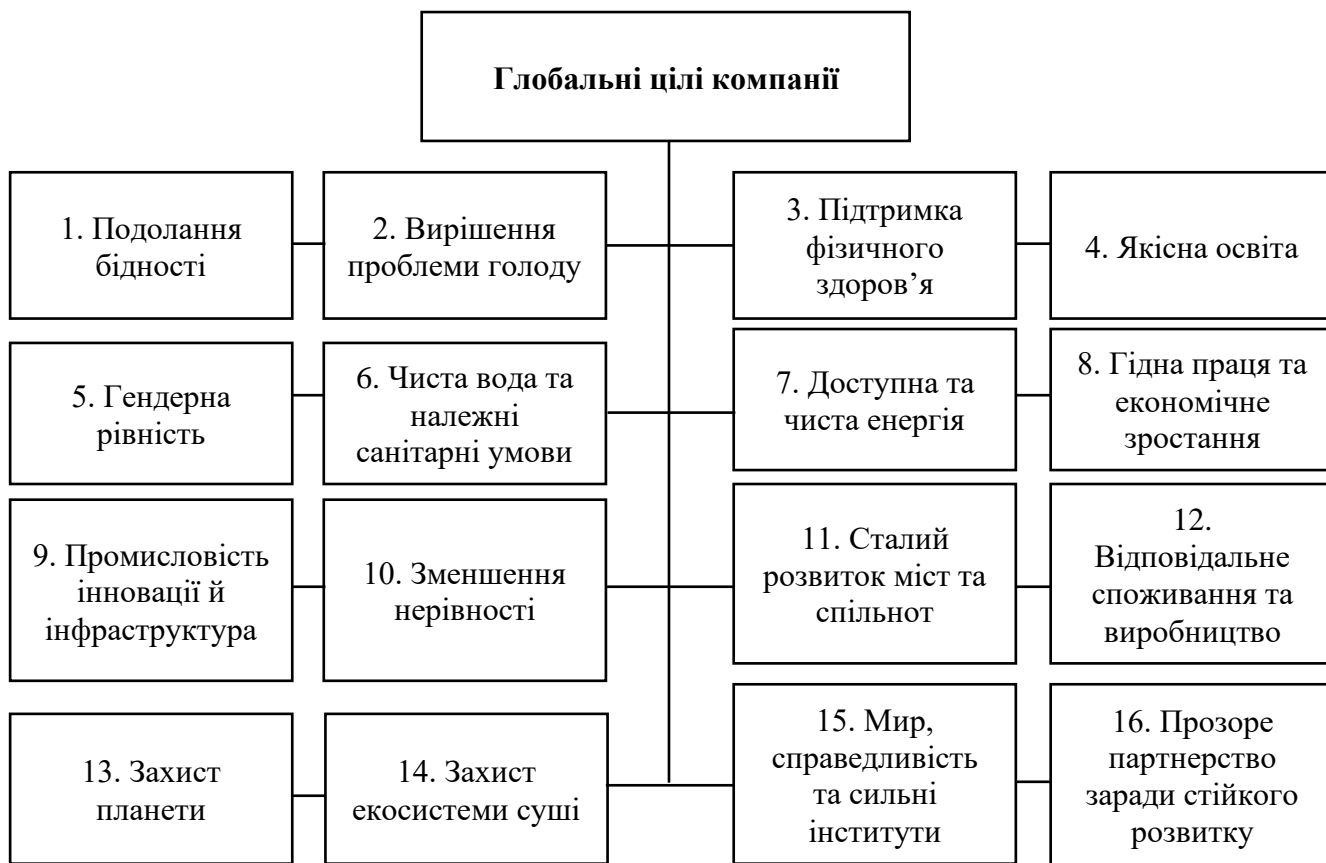 Глобальні цілі компанії
1. Подолання
бідності
2. Вирішення
проблеми голоду
3. Підтримка
фізичного
здоров’я
4. Якісна освіта
5. Гендерна
рівність
6. Чиста вода та
належні
санітарні умови
7. Доступна та
чиста енергія
8. Гідна праця та
економічне
зростання
9. Промисловість
інновації й
інфраструктура
10. Зменшення
нерівності
11. Сталий
розвиток міст та
спільнот
12.
Відповідальне
споживання та
виробництво
13. Захист
планети
14. Захист
екосистеми суші
15. Мир,
справедливість
та сильні
інститути
16. Прозоре
партнерство
заради стійкого
розвитку